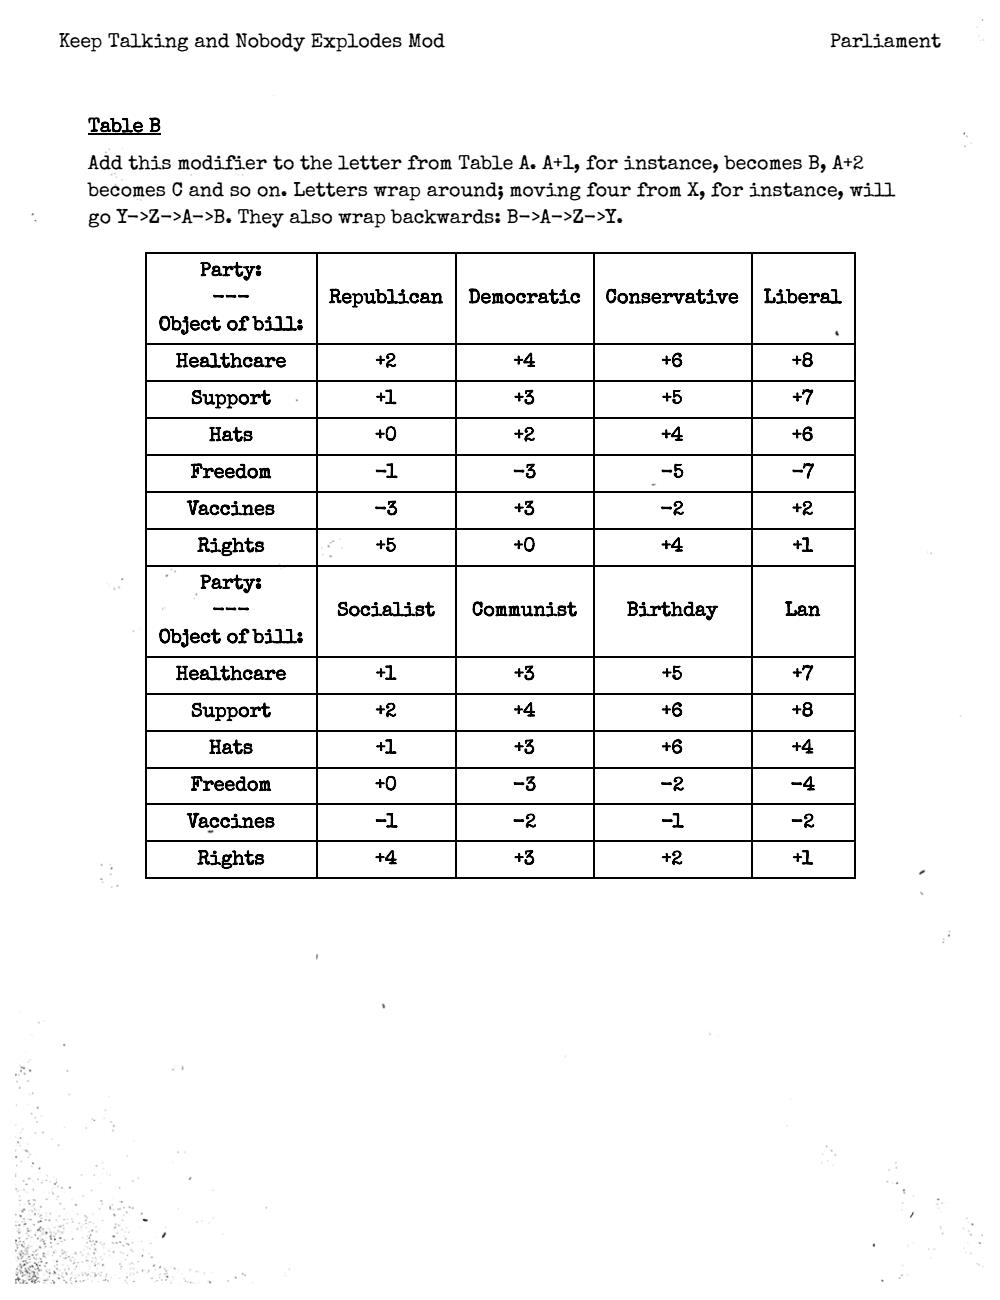 Keep Talking and Nobody Explodes Mod Parliament
Table B
Add this modifier to the letter from Table A. A+1, for instance, becomes B, A+2
becomes C and so on. Letters wrap around; moving four from X, for instance, will
go Y->Z->A->B. They also wrap backwards: B->A->Z->Y.
Party:
---
Object of bill: Republican Democratic Conservative Liberal
Healthcare +2 +4 +6 +8
Support +1 +3 +5 +7
Hats +0 +2 +4 +6
Freedom -1 -3 -5 -7
Vaccines -3 +3 -2 +2
Rights +5 +0 +4 +1
Party:
---
Object of bill: Socialist Communist Birthday Lan
Healthcare +1 +3 +5 +7
Support +2 +4 +6 +8
Hats +1 +3 +6 +4
Freedom +0 -3 -2 -4
Vaccines -1 -2 -1 -2
Rights +4 +3 +2 +1